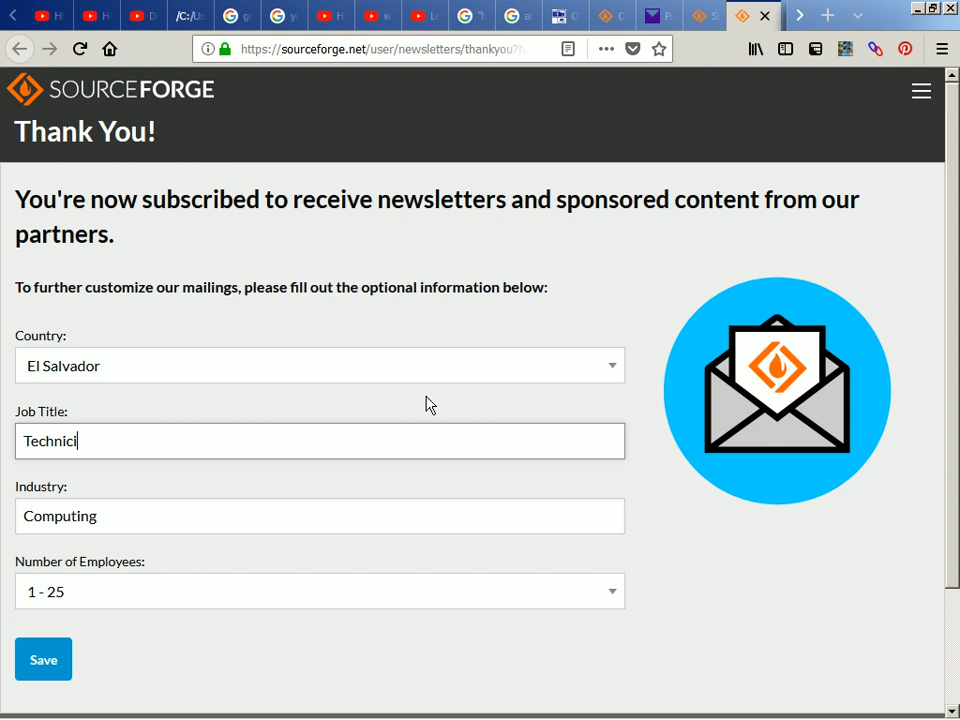 H
H
D
/C:/U
g
y
H
w
L
"b
a
C
C
P
S
https://sourceforge.net/user/newsletters/thankyou?
SOURCEFORGE
Thank You!
You're now subscribed to receive newsletters and sponsored content from our
partners.
To further customize our mailings, please fill out the optional information below:
Country:
El Salvador
Job Title:
Technici
Industry:
Computing
Number of Employees:
1 - 25
Save